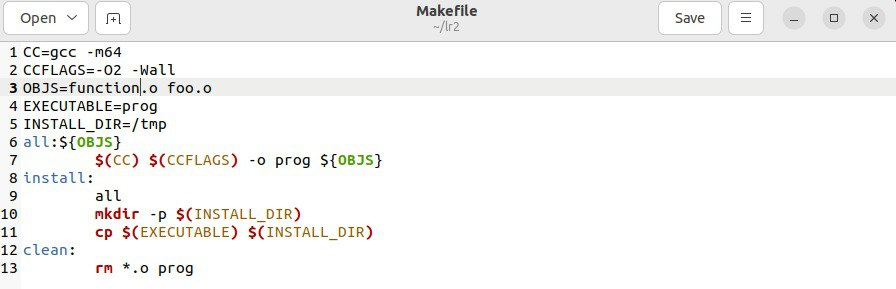 Open
Makefile
~/lr2
Save
1 CC=gcc -m64
2 CCFLAGS=-O2 -Wall
3 OBJS=function.o foo.o
4 EXECUTABLE=prog
5 INSTALL_DIR=/tmp
6 all:${OBJS}
7 $(CC) $(CCFLAGS) -o prog ${OBJS}
8 install:
9 all
10 mkdir -p $(INSTALL_DIR)
11 cp $(EXECUTABLE) $(INSTALL_DIR)
12 clean:
13 rm *.o prog